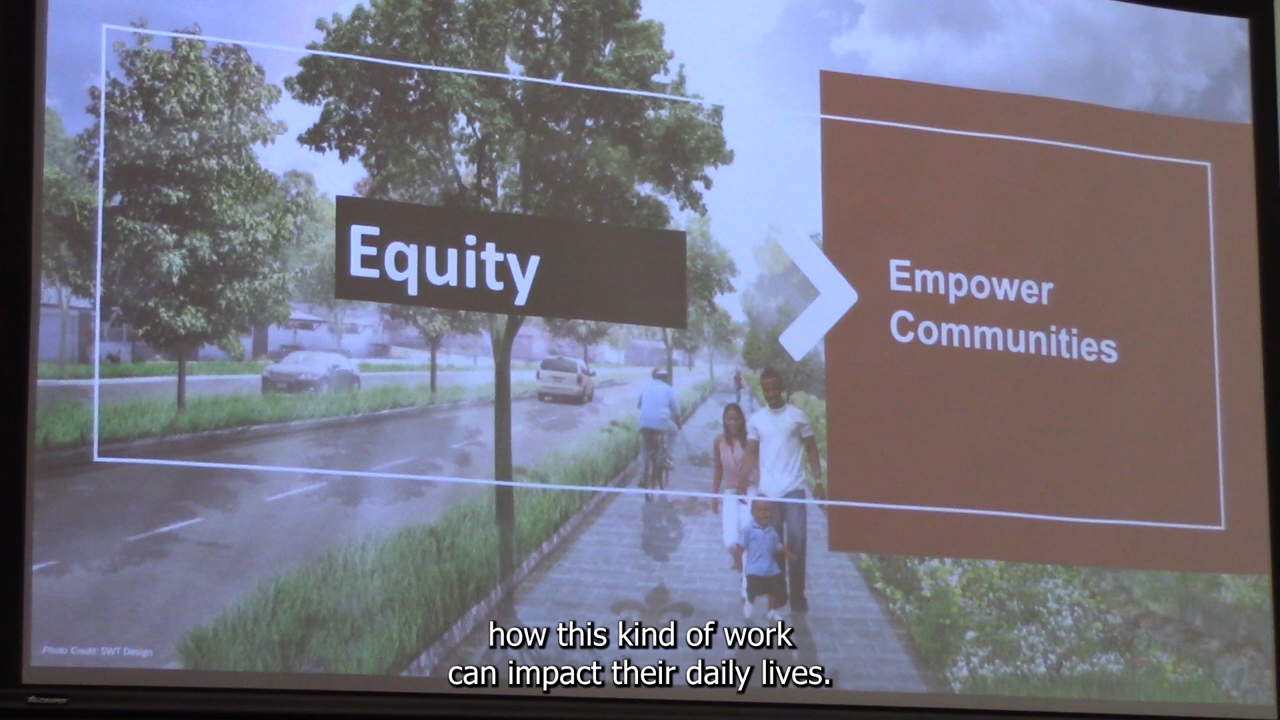 Equity
Empower
Communities
Photo Credit: SWT Design
how this kind of work
can impact their daily lives.